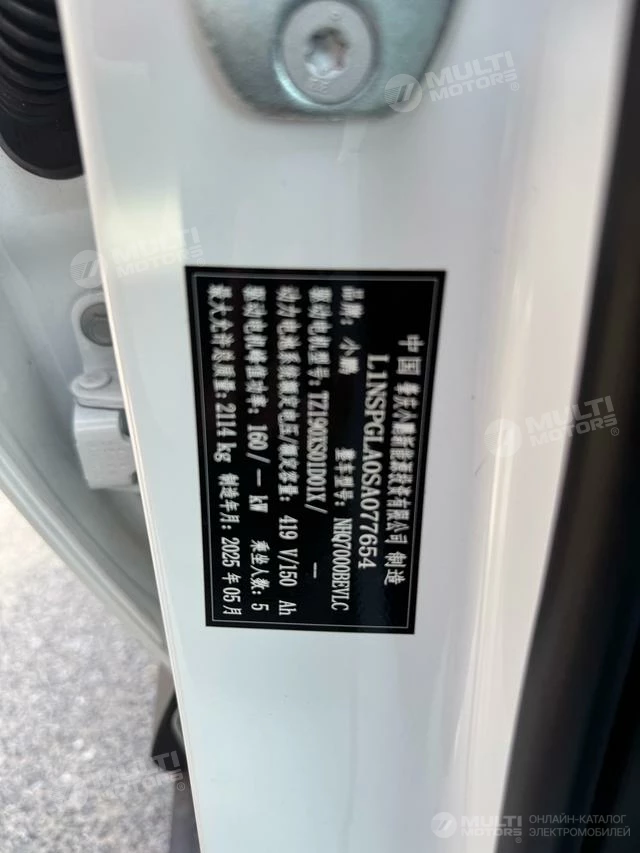 中国 肇庆小鹏新能源投资有限公司 制造
L1NSPGLA0SA077654
品牌: 小鹏 整车型号: NHQ7000BEVLC
驱动电机型号: TZ190XS01D01X/ —
动力电池系统额定电压/额定容量: 419 V/150 Ah
驱动电机峰值功率: 160/— kW 乘坐人数: 5
最大允许总质量: 2114 kg 制造年月: 2025 年 05 月
MULTI MOTORS®
MULTI MOTORS®
MULTI MOTORS®
MULTI MOTORS®
MULTI MOTORS® ОНЛАЙН-КАТАЛОГ ЭЛЕКТРОМОБИЛЕЙ